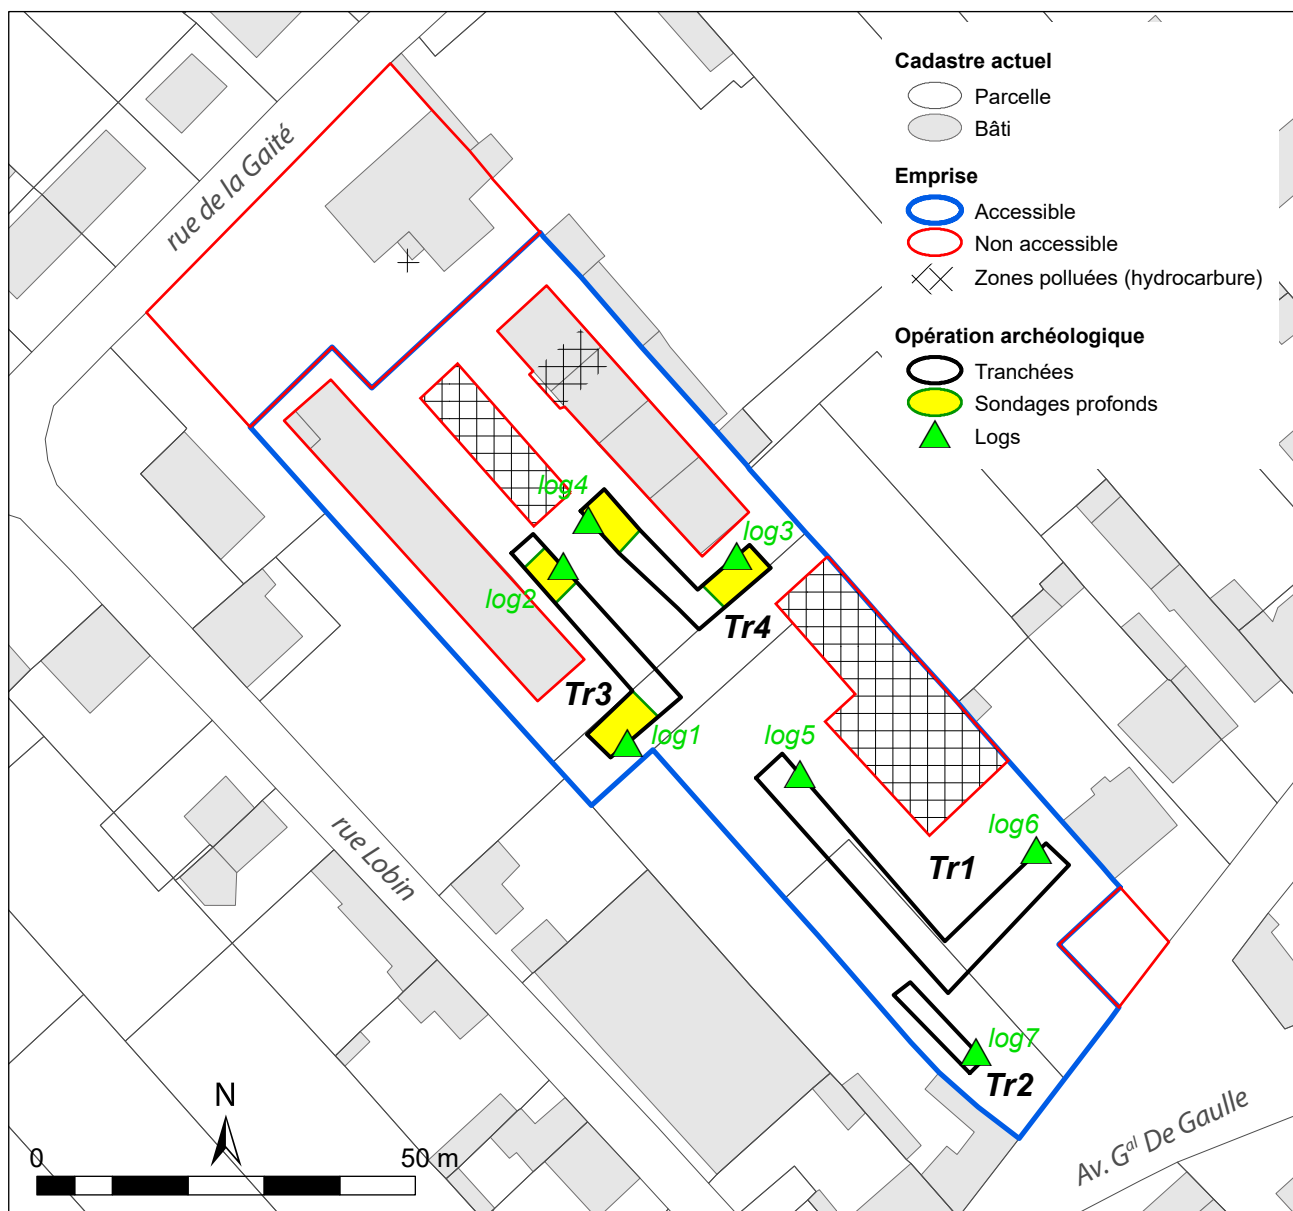 Cadastre actuel
Parcelle
Bâti
Emprise
Accessible
Non accessible
Zones polluées (hydrocarbure)
Opération archéologique
Tranchées
Sondages profonds
Logs
rue de la Gaité
log4
log3
log2
Tr4
Tr3
log1
log5
log6
Tr1
rue Lobin
log7
Tr2
Av. Gal De Gaulle
N
0
50 m